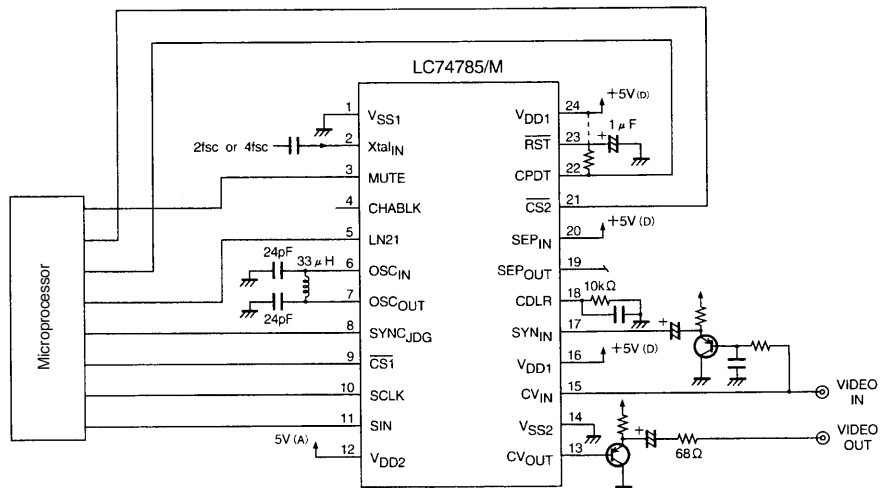 LC74785/M
Microprocessor
2fsc or 4fsc
1 VSS1
2 XtalIN
3 MUTE
4 CHABLK
5 LN21
24pF
33 μH
6 OSCIN
7 OSCOUT
24pF
8 SYNCJDG
9 CS1
10 SCLK
11 SIN
5V (A)
12 VDD2
VDD1 24
+5V (D)
RST 23
+ 1 μF
CPDT 22
CS2 21
+5V (D)
SEPIN 20
SEPOUT 19
10kΩ
CDLR 18
SYNIN 17
+
VDD1 16
+5V (D)
CVIN 15
VIDEO
IN
VSS2 14
CVOUT 13
+
68Ω
VIDEO
OUT